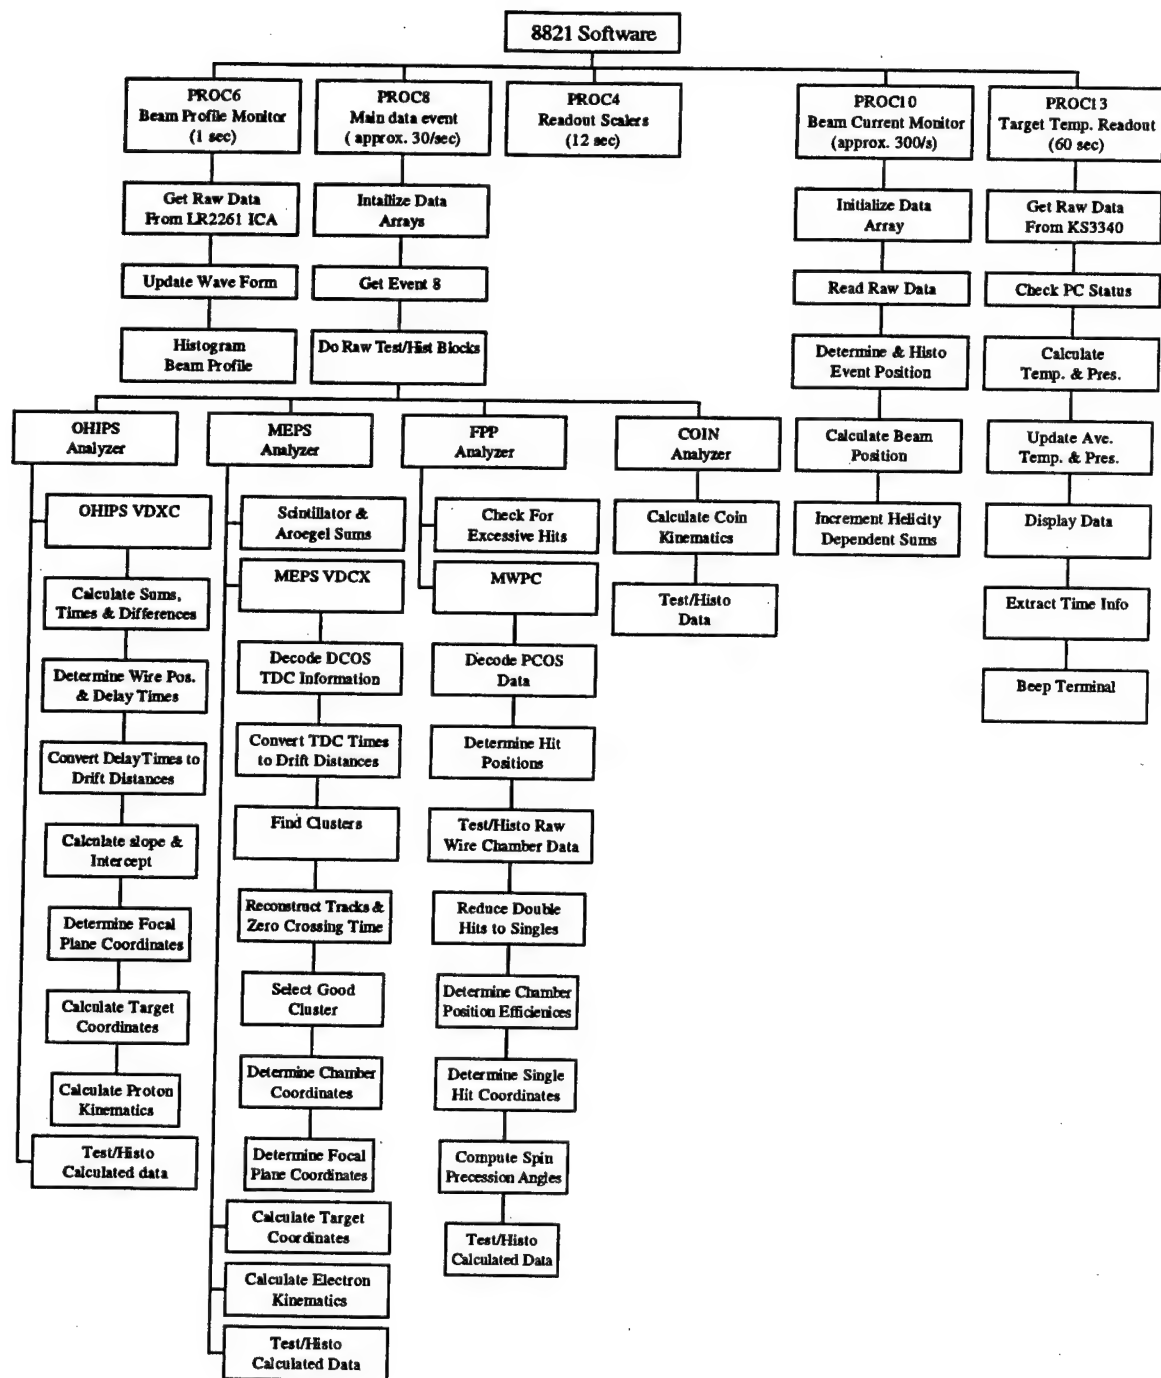 8821 Software
PROC6
Beam Profile Monitor
(1 sec)
PROC8
Main data event
( approx. 30/sec)
PROC4
Readout Scalers
(12 sec)
PROC10
Beam Current Monitor
(approx. 300/s)
PROC13
Target Temp. Readout
(60 sec)
Get Raw Data
From LR2261 ICA
Update Wave Form
Histogram
Beam Profile
Intailize Data
Arrays
Get Event 8
Do Raw Test/Hist Blocks
Initialize Data
Array
Read Raw Data
Determine & Histo
Event Position
Calculate Beam
Position
Increment Helicity
Dependent Sums
Get Raw Data
From KS3340
Check PC Status
Calculate
Temp. & Pres.
Update Ave.
Temp. & Pres.
Display Data
Extract Time Info
Beep Terminal
OHIPS
Analyzer
OHIPS VDXC
Calculate Sums,
Times & Differences
Determine Wire Pos.
& Delay Times
Convert DelayTimes to
Drift Distances
Calculate slope &
Intercept
Determine Focal
Plane Coordinates
Calculate Target
Coordinates
Calculate Proton
Kinematics
Test/Histo
Calculated data
MEPS
Analyzer
Scintillator &
Aroegel Sums
MEPS VDCX
Decode DCOS
TDC Information
Convert TDC Times
to Drift Distances
Find Clusters
Reconstruct Tracks &
Zero Crossing Time
Select Good
Cluster
Determine Chamber
Coordinates
Determine Focal
Plane Coordinates
Calculate Target
Coordinates
Calculate Electron
Kinematics
Test/Histo
Calculated Data
FPP
Analyzer
Check For
Excessive Hits
MWPC
Decode PCOS
Data
Determine Hit
Positions
Test/Histo Raw
Wire Chamber Data
Reduce Double
Hits to Singles
Determine Chamber
Position Efficienices
Determine Single
Hit Coordinates
Compute Spin
Precession Angles
Test/Histo
Calculated Data
COIN
Analyzer
Calculate Coin
Kinematics
Test/Histo
Data